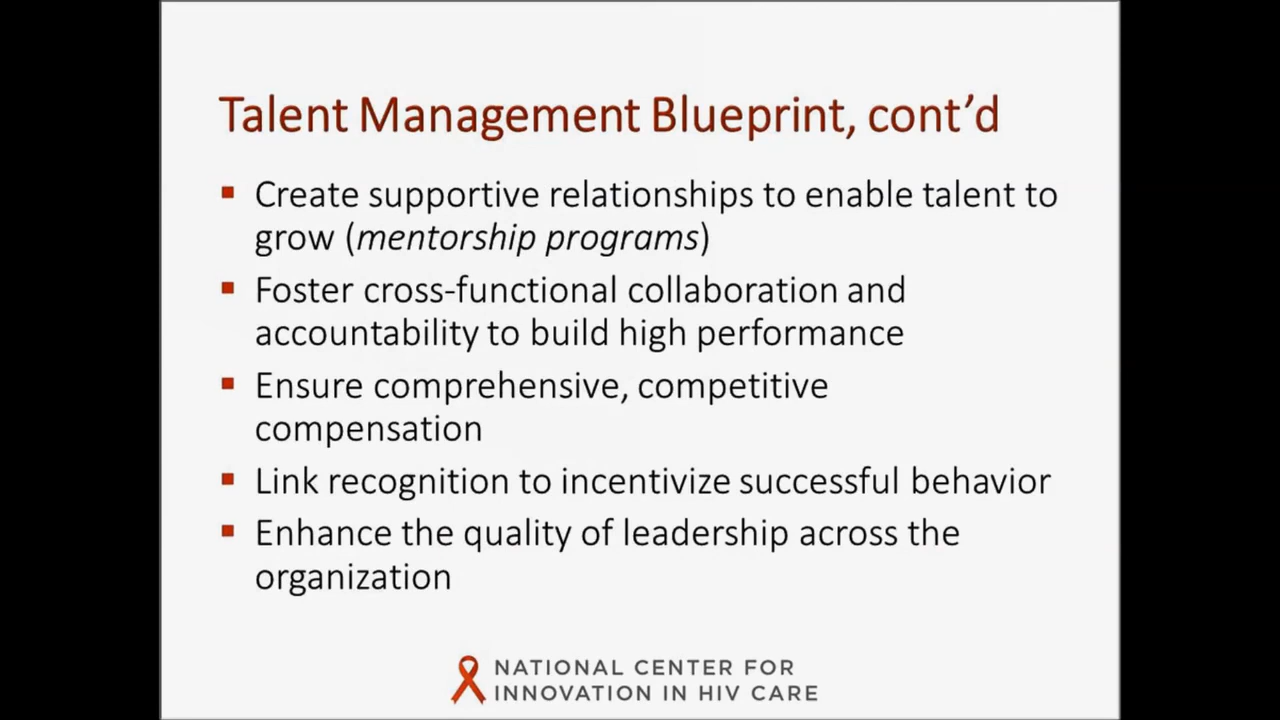 Talent Management Blueprint, cont’d
Create supportive relationships to enable talent to
grow (mentorship programs)
Foster cross-functional collaboration and
accountability to build high performance
Ensure comprehensive, competitive
compensation
Link recognition to incentivize successful behavior
Enhance the quality of leadership across the
organization
NATIONAL CENTER FOR
INNOVATION IN HIV CARE